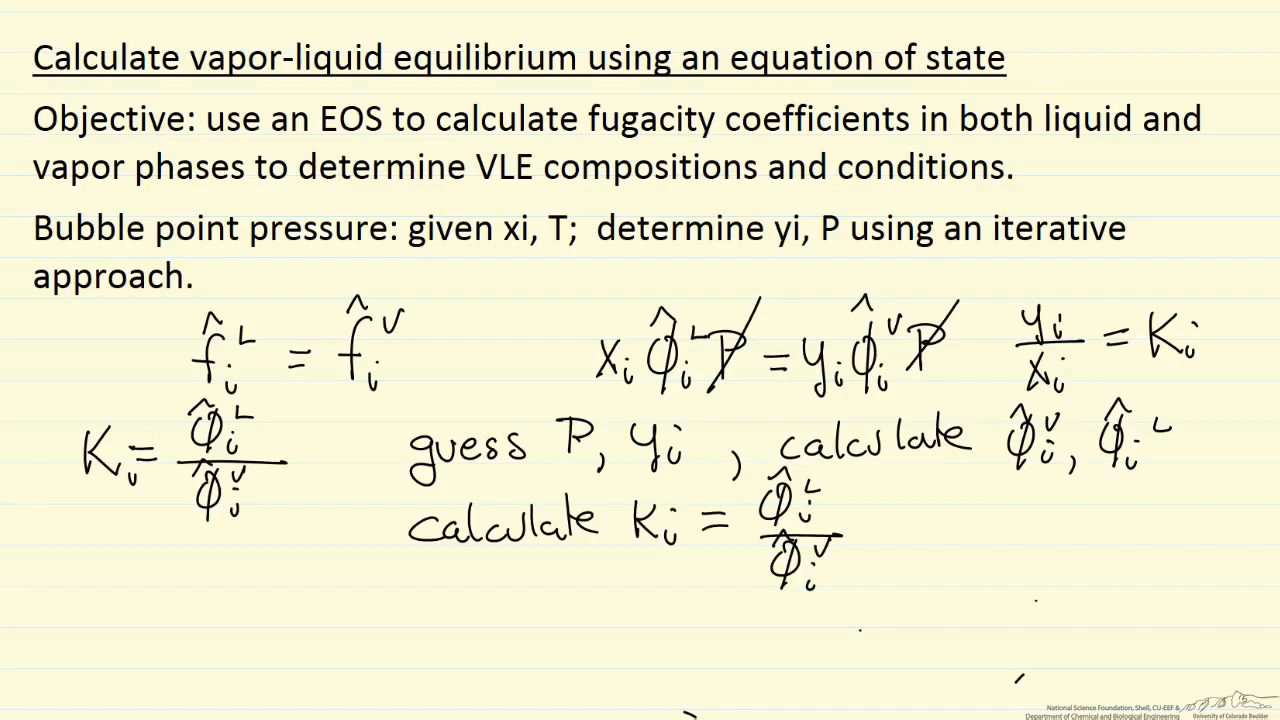 Calculate vapor-liquid equilibrium using an equation of state
Objective: use an EOS to calculate fugacity coefficients in both liquid and
vapor phases to determine VLE compositions and conditions.
Bubble point pressure: given xi, T;  determine yi, P using an iterative
approach.
f̂ᵢᴸ = f̂ᵢⱽ    xᵢ ϕ̂ᵢᴸ P = yᵢ ϕ̂ᵢⱽ P    yᵢ/xᵢ = Kᵢ
Kᵢ = ϕ̂ᵢᴸ/ϕ̂ᵢⱽ    guess P, yᵢ , calculate ϕ̂ᵢⱽ, ϕ̂ᵢᴸ
calculate Kᵢ = ϕ̂ᵢᴸ/ϕ̂ᵢⱽ
National Science Foundation, Shell, CU-EEF &
Department of Chemical and Biological Engineering
University of Colorado Boulder